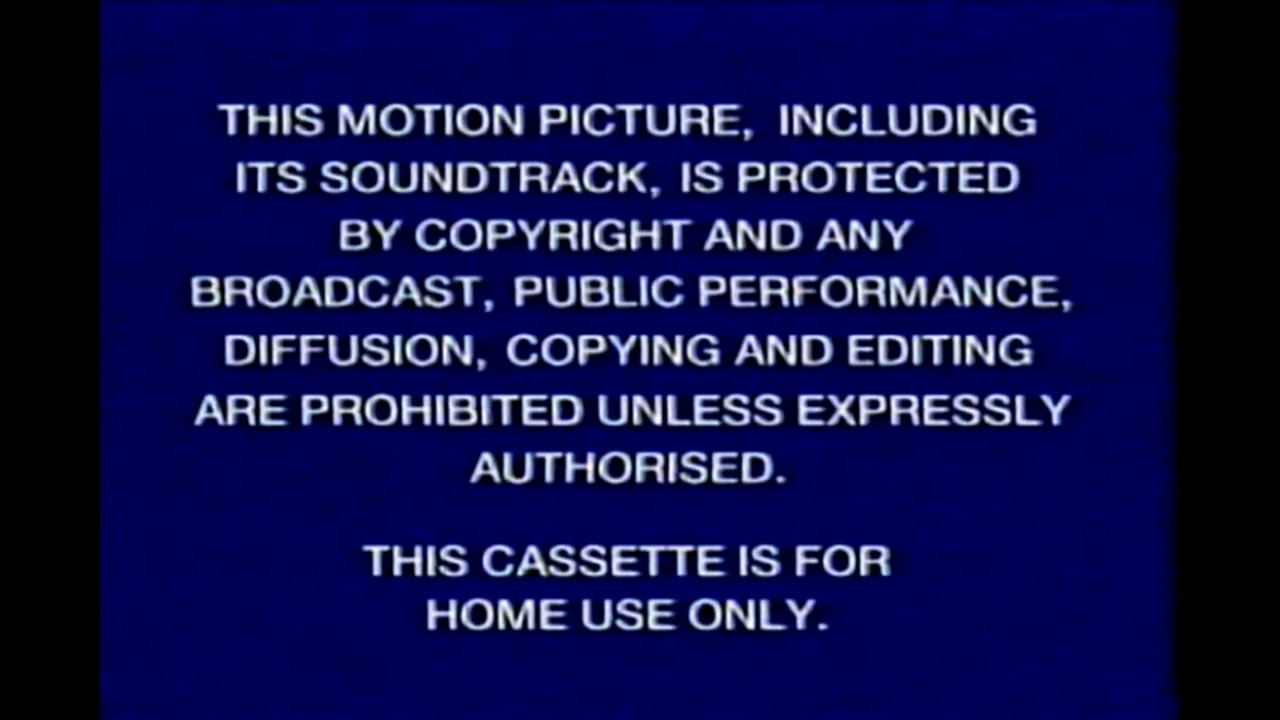 THIS MOTION PICTURE, INCLUDING
ITS SOUNDTRACK, IS PROTECTED
BY COPYRIGHT AND ANY
BROADCAST, PUBLIC PERFORMANCE,
DIFFUSION, COPYING AND EDITING
ARE PROHIBITED UNLESS EXPRESSLY
AUTHORISED.
THIS CASSETTE IS FOR
HOME USE ONLY.